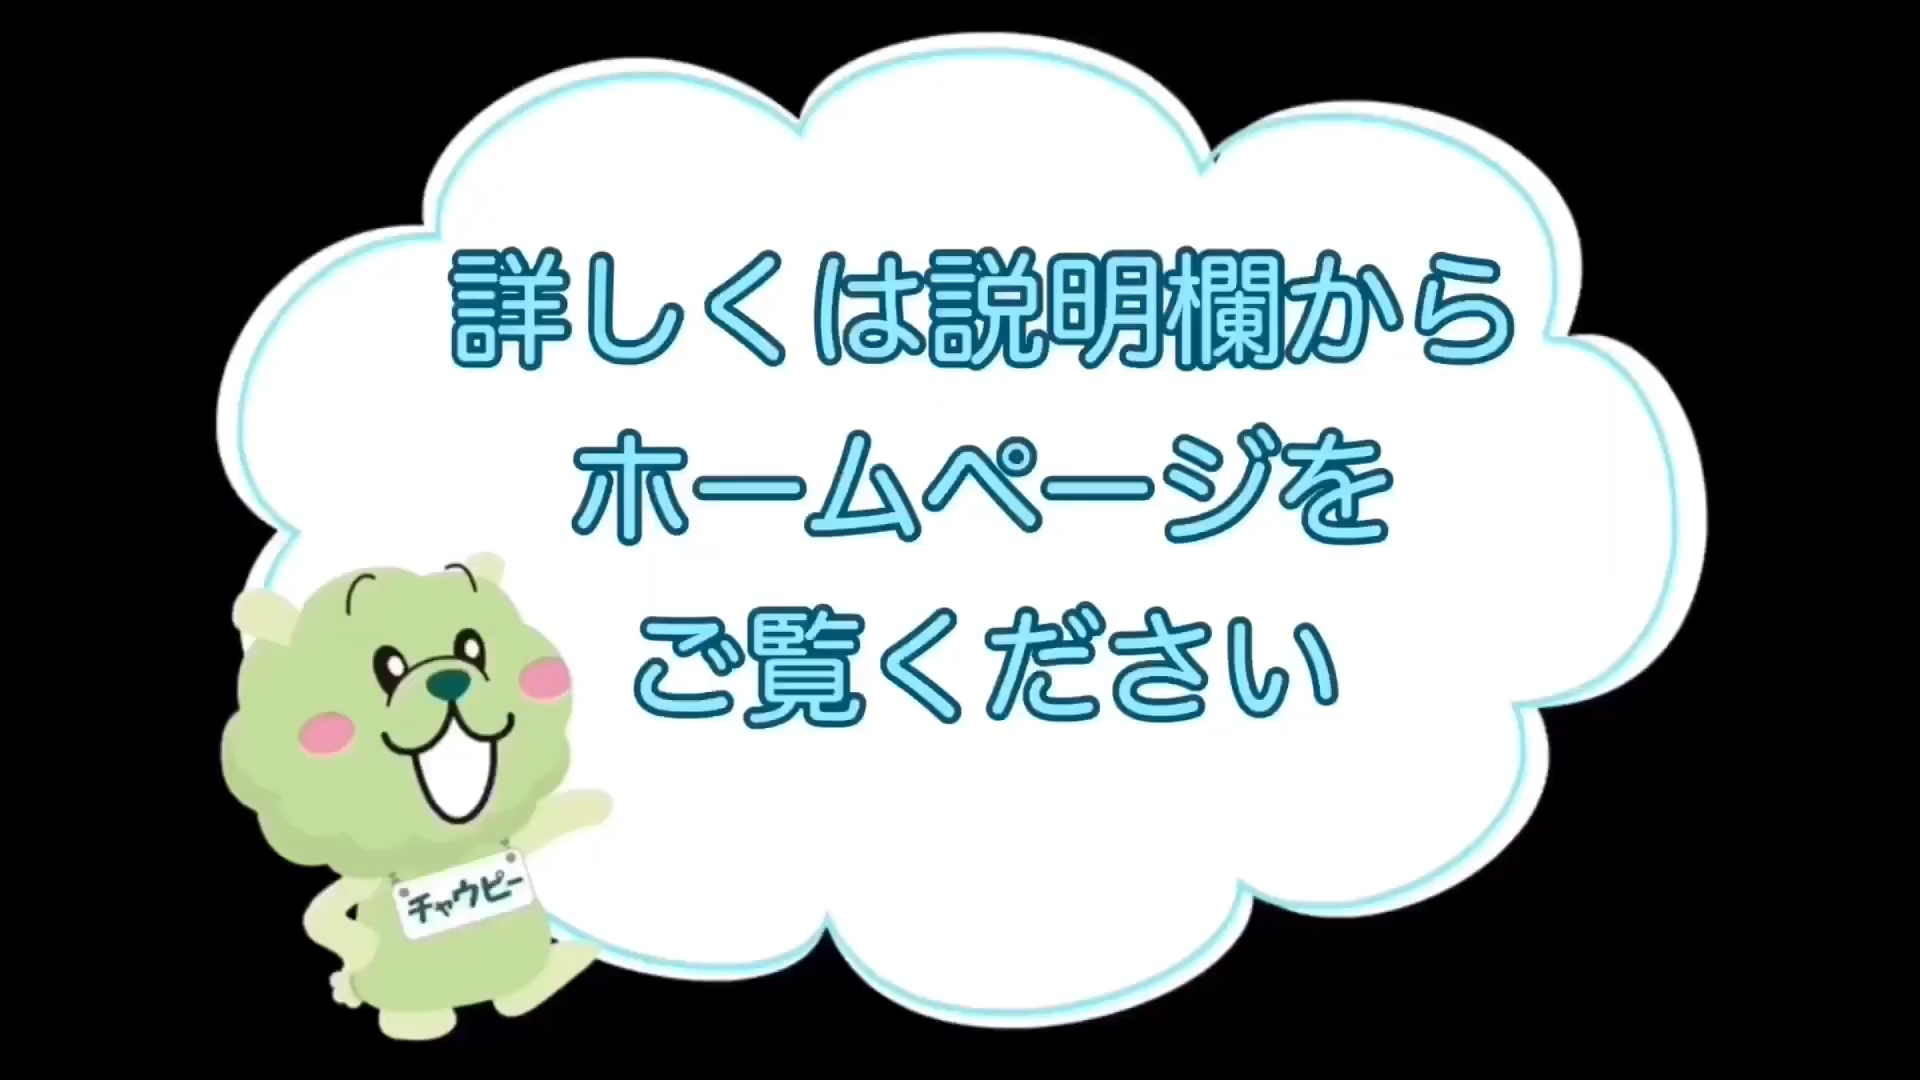 詳しくは説明欄から
ホームページを
ご覧ください
チャウピー